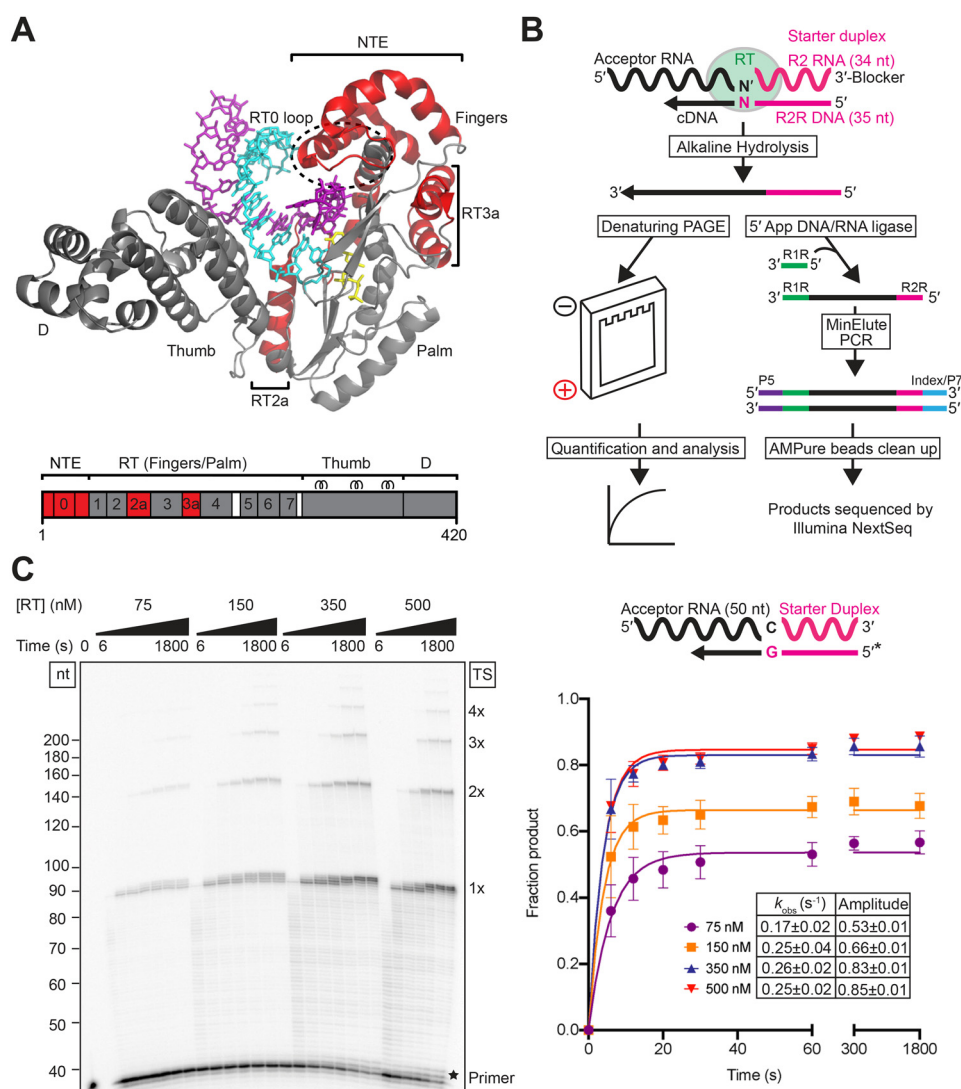 A
NTE
RT0 loop
Fingers
RT3a
D
Thumb
Palm
RT2a
NTE RT (Fingers/Palm) Thumb D
0 1 2 2a 3 3a 4 5 6 7
1 420
B
Starter duplex
Acceptor RNA RT R2 RNA (34 nt)
5′ N′ 3′-Blocker
N 5′
cDNA R2R DNA (35 nt)
Alkaline Hydrolysis
3′ 5′
Denaturing PAGE 5′ App DNA/RNA ligase
R1R
3′ 5′
R1R R2R
3′ 5′
MinElute
PCR
P5 Index/P7
5′ 3′
3′ 5′
Quantification and analysis AMPure beads clean up
Products sequenced by
Illumina NextSeq
C
[RT] (nM) 75 150 350 500
Time (s) 6 1800 6 1800 6 1800 6 1800
nt 0 TS
4x
200 3x
180
160
140 2x
120
100
90 1x
80
70
60
50
40 Primer
Acceptor RNA (50 nt) Starter Duplex
5′ C 3′
G 5′*
Fraction product
1.0
0.8
0.6
0.4
0.2
0.0
kobs (s-1) Amplitude
75 nM 0.17±0.02 0.53±0.01
150 nM 0.25±0.04 0.66±0.01
350 nM 0.26±0.02 0.83±0.01
500 nM 0.25±0.02 0.85±0.01
0 20 40 60 300 1800
Time (s)